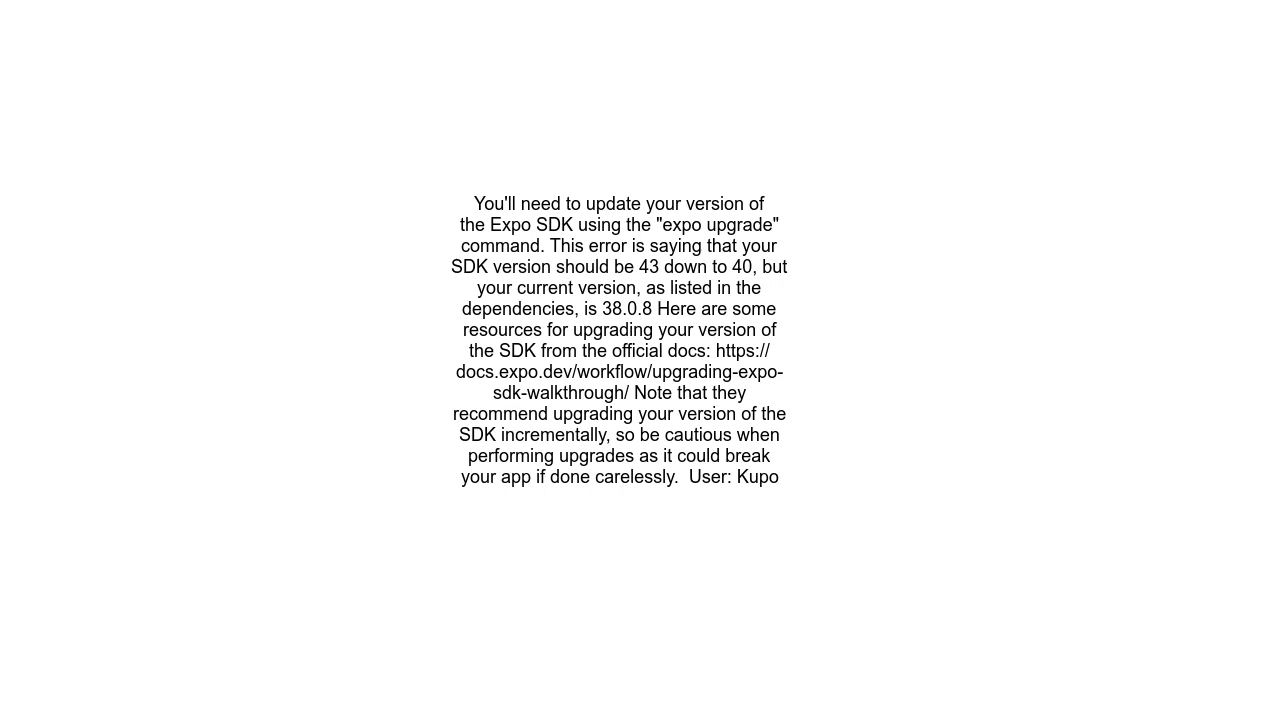 You'll need to update your version of
the Expo SDK using the "expo upgrade"
command. This error is saying that your
SDK version should be 43 down to 40, but
your current version, as listed in the
dependencies, is 38.0.8 Here are some
resources for upgrading your version of
the SDK from the official docs: https://
docs.expo.dev/workflow/upgrading-expo-
sdk-walkthrough/ Note that they
recommend upgrading your version of the
SDK incrementally, so be cautious when
performing upgrades as it could break
your app if done carelessly.  User: Kupo